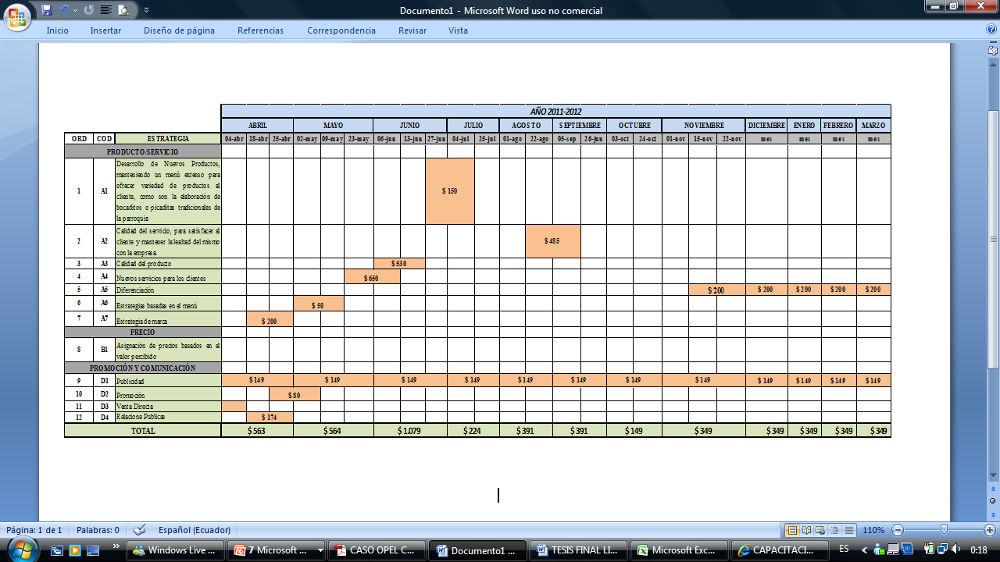 Documento1 - Microsoft Word uso no comercial
Inicio Insertar Diseño de página Referencias Correspondencia Revisar Vista
AÑO 2011-2012
ABRIL MAYO JUNIO JULIO AGOSTO SEPTIEMBRE OCTUBRE NOVIEMBRE DICIEMBRE ENERO FEBRERO MARZO
ORD COD ESTRATEGIA 04-abr 18-abr 25-abr 02-may 09-may 23-may 06-jun 13-jun 27-jun 04-jul 25-jul 01-ago 22-ago 05-sep 26-jun 03-oct 24-oct 01-nov 15-nov 22-nov mes mes mes mes
PRODUCTO/SERVICIO
Desarrollo de Nuevos Productos,
manteniendo un menú extenso para
ofrecer variedad de productos al
1 A1 cliente, como son la elaboración de $ 150
bocaditos o picaditas tradicionales de
la parroquia
Calidad del servicio, para satisfacer al
2 A2 cliente y mantener la lealtad del mismo $ 485
con la empresa.
3 A3 Calidad del producto $ 530
4 A4 Nuevos servicios para los clientes $ 650
5 A5 Diferenciación $ 200 $ 200 $ 200 $ 200 $ 200
6 A6 Estrategias basadas en el menú $ 50
7 A7 Estrategia de marca $ 200
PRECIO
8 B1 Asignación de precios basados en el
valor percibido
PROMOCIÓN Y COMUNICACIÓN
9 D1 Publicidad $ 149 $ 149 $ 149 $ 149 $ 149 $ 149 $ 149 $ 149 $ 149 $ 149 $ 149 $ 149
10 D2 Promoción $ 80
11 D3 Venta Directa
12 D4 Relacione Publicas $ 174
TOTAL $ 563 $ 564 $ 1.079 $ 224 $ 391 $ 391 $ 149 $ 349 $ 349 $ 349 $ 349 $ 349
Página: 1 de 1 Palabras: 0 Español (Ecuador) 110%
Windows Live ... 7 Microsoft ... CASO OPEL C... Documento1 ... TESIS FINAL LI... Microsoft Exc... CAPACITACI... ES 0:18